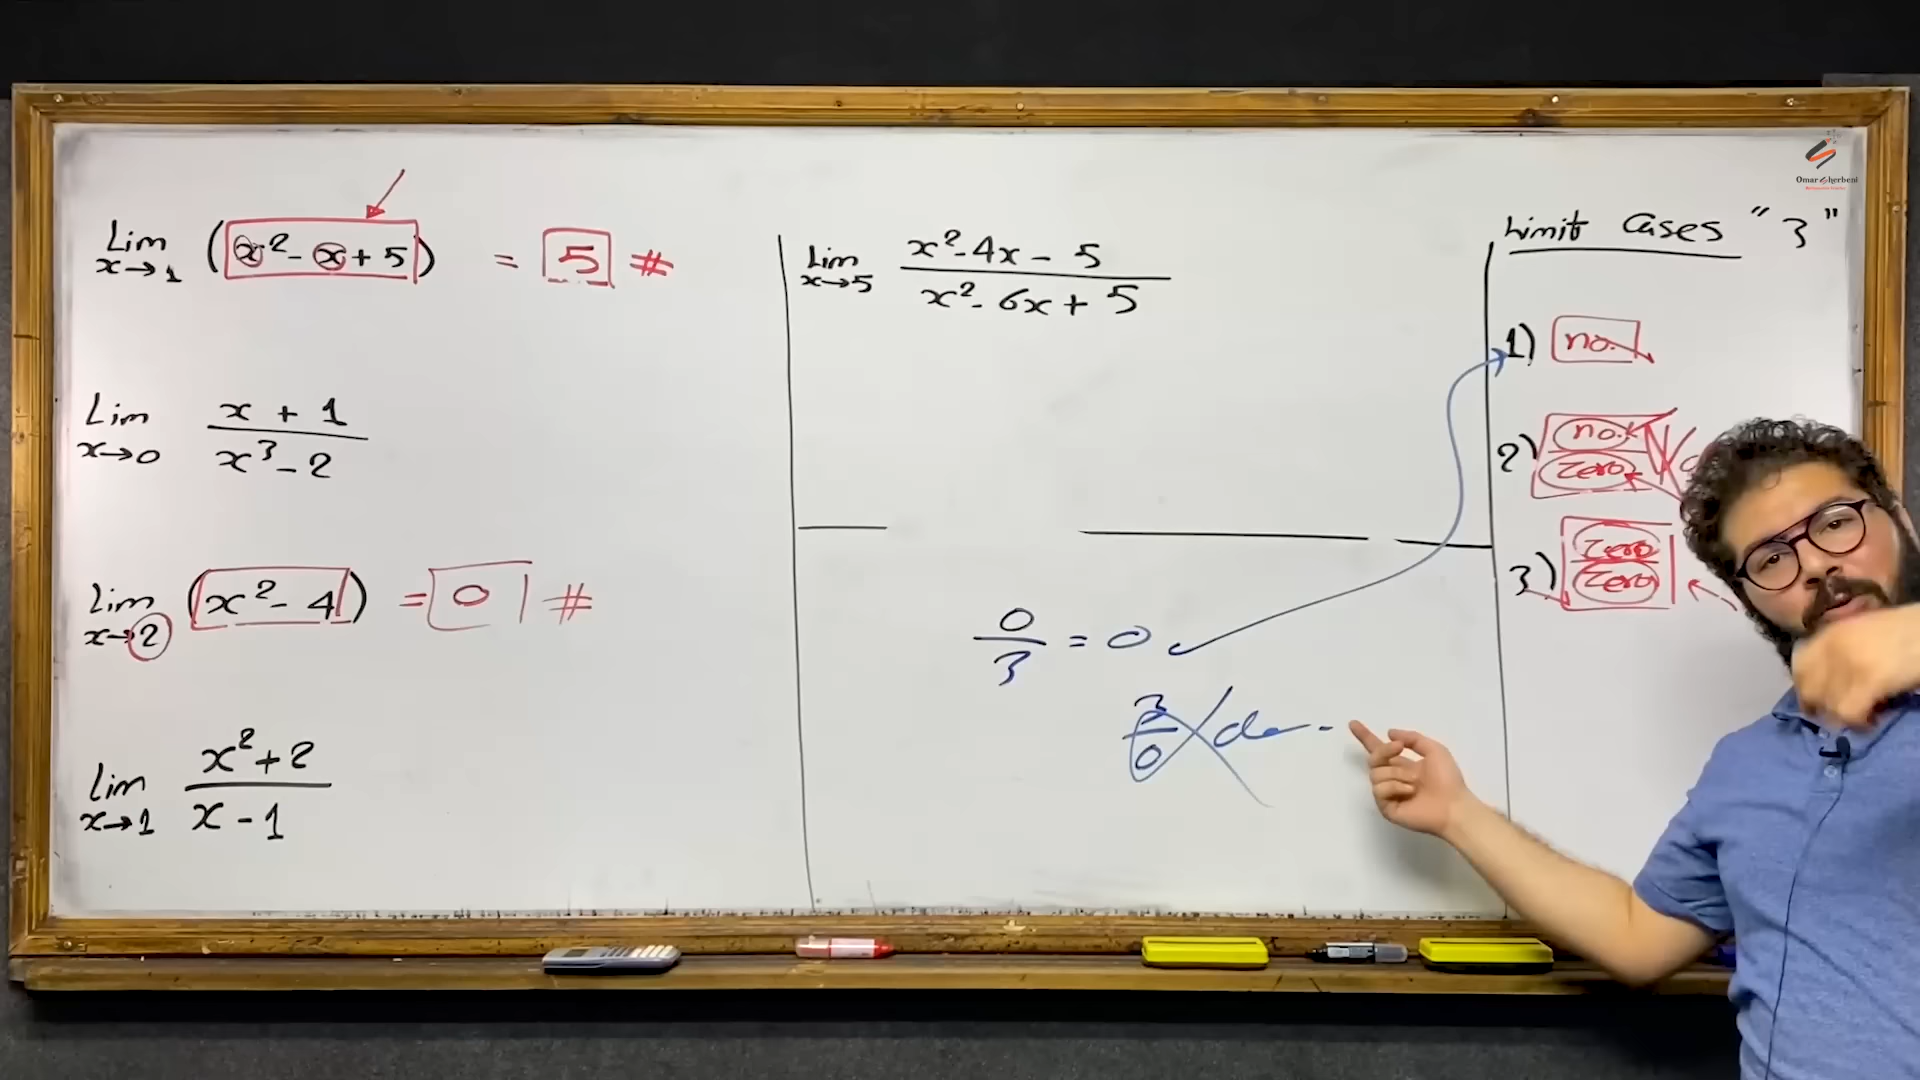 Lim x→1 (x² - x + 5) = 5 #
Lim x→0 x + 1 / x³ - 2
Lim x→2 (x² - 4) = 0 #
Lim x→1 x² + 2 / x - 1
Lim x→5 x² - 4x - 5 / x² - 6x + 5
0/3 = 0
3/0
Limit Cases "3"
1) no.
2) no. / zero
3) zero / zero
Omar Sherbeni